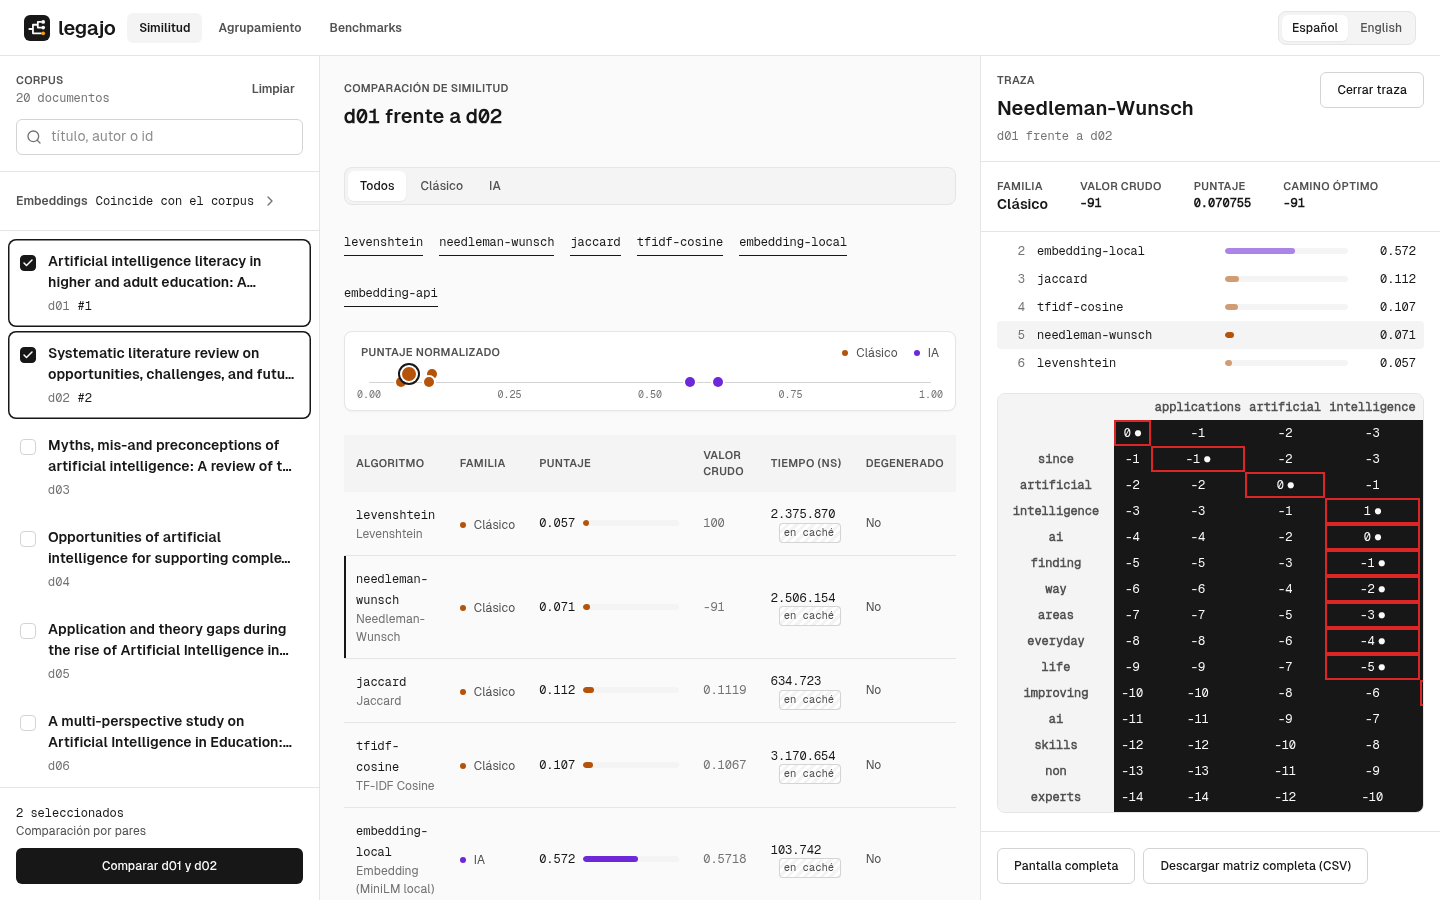 legajo
Similitud
Agrupamiento
Benchmarks
Español
English
CORPUS
20 documentos
Limpiar
título, autor o id
Embeddings Coincide con el corpus
Artificial intelligence literacy in
higher and adult education: A...
d01 #1
Systematic literature review on
opportunities, challenges, and futu...
d02 #2
Myths, mis-and preconceptions of
artificial intelligence: A review of t...
d03
Opportunities of artificial
intelligence for supporting comple...
d04
Application and theory gaps during
the rise of Artificial Intelligence in...
d05
A multi-perspective study on
Artificial Intelligence in Education:...
d06
2 seleccionados
Comparación por pares
Comparar d01 y d02
COMPARACIÓN DE SIMILITUD
d01 frente a d02
Todos
Clásico
IA
levenshtein needleman-wunsch jaccard tfidf-cosine embedding-local
embedding-api
PUNTAJE NORMALIZADO
Clásico
IA
0.00 0.25 0.50 0.75 1.00
ALGORITMO FAMILIA PUNTAJE VALOR CRUDO TIEMPO (NS) DEGENERADO
levenshtein
Levenshtein
Clásico
0.057
100
2.375.870
en caché
No
needleman-
wunsch
Needleman-
Wunsch
Clásico
0.071
-91
2.506.154
en caché
No
jaccard
Jaccard
Clásico
0.112
0.1119
634.723
en caché
No
tfidf-
cosine
TF-IDF Cosine
Clásico
0.107
0.1067
3.170.654
en caché
No
embedding-
local
Embedding
(MiniLM local)
IA
0.572
0.5718
103.742
en caché
No
TRAZA
Needleman-Wunsch
d01 frente a d02
Cerrar traza
FAMILIA VALOR CRUDO PUNTAJE CAMINO ÓPTIMO
Clásico -91 0.070755 -91
2 embedding-local 0.572
3 jaccard 0.112
4 tfidf-cosine 0.107
5 needleman-wunsch 0.071
6 levenshtein 0.057
applications artificial intelligence
0 -1 -2 -3
since -1 -1 -2 -3
artificial -2 -2 0 -1
intelligence -3 -3 -1 1
ai -4 -4 -2 0
finding -5 -5 -3 -1
way -6 -6 -4 -2
areas -7 -7 -5 -3
everyday -8 -8 -6 -4
life -9 -9 -7 -5
improving -10 -10 -8 -6
ai -11 -11 -9 -7
skills -12 -12 -10 -8
non -13 -13 -11 -9
experts -14 -14 -12 -10
Pantalla completa
Descargar matriz completa (CSV)